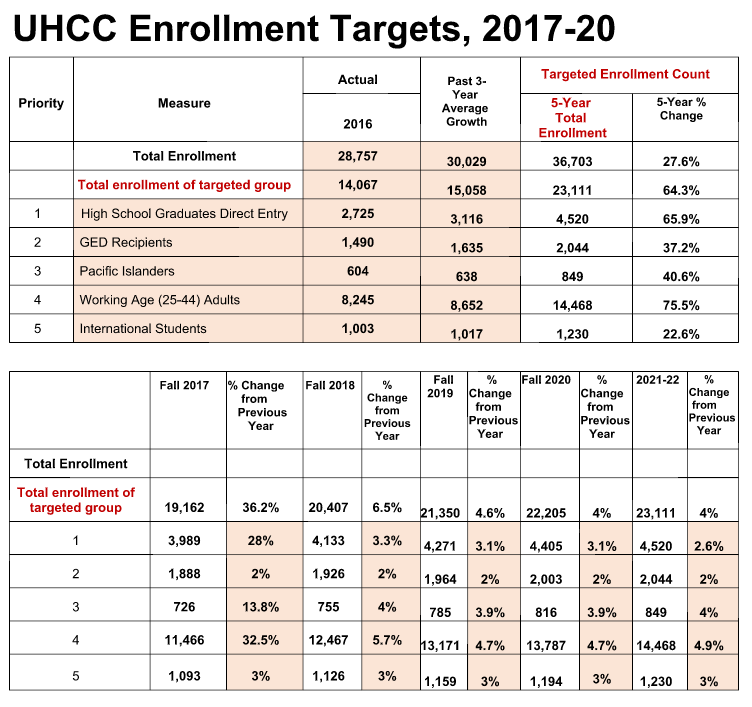 UHCC Enrollment Targets, 2017-20
Priority
Measure
Actual
2016
Past 3-
Year
Average
Growth
Targeted Enrollment Count
5-Year
Total
Enrollment
5-Year %
Change
Total Enrollment 28,757 30,029 36,703 27.6%
Total enrollment of targeted group 14,067 15,058 23,111 64.3%
1 High School Graduates Direct Entry 2,725 3,116 4,520 65.9%
2 GED Recipients 1,490 1,635 2,044 37.2%
3 Pacific Islanders 604 638 849 40.6%
4 Working Age (25-44) Adults 8,245 8,652 14,468 75.5%
5 International Students 1,003 1,017 1,230 22.6%
Fall 2017
% Change
from
Previous
Year
Fall 2018
%
Change
from
Previous
Year
Fall
2019
%
Change
from
Previous
Year
Fall 2020
%
Change
from
Previous
Year
2021-22
%
Change
from
Previous
Year
Total Enrollment
Total enrollment of
targeted group 19,162 36.2% 20,407 6.5% 21,350 4.6% 22,205 4% 23,111 4%
1 3,989 28% 4,133 3.3% 4,271 3.1% 4,405 3.1% 4,520 2.6%
2 1,888 2% 1,926 2% 1,964 2% 2,003 2% 2,044 2%
3 726 13.8% 755 4% 785 3.9% 816 3.9% 849 4%
4 11,466 32.5% 12,467 5.7% 13,171 4.7% 13,787 4.7% 14,468 4.9%
5 1,093 3% 1,126 3% 1,159 3% 1,194 3% 1,230 3%